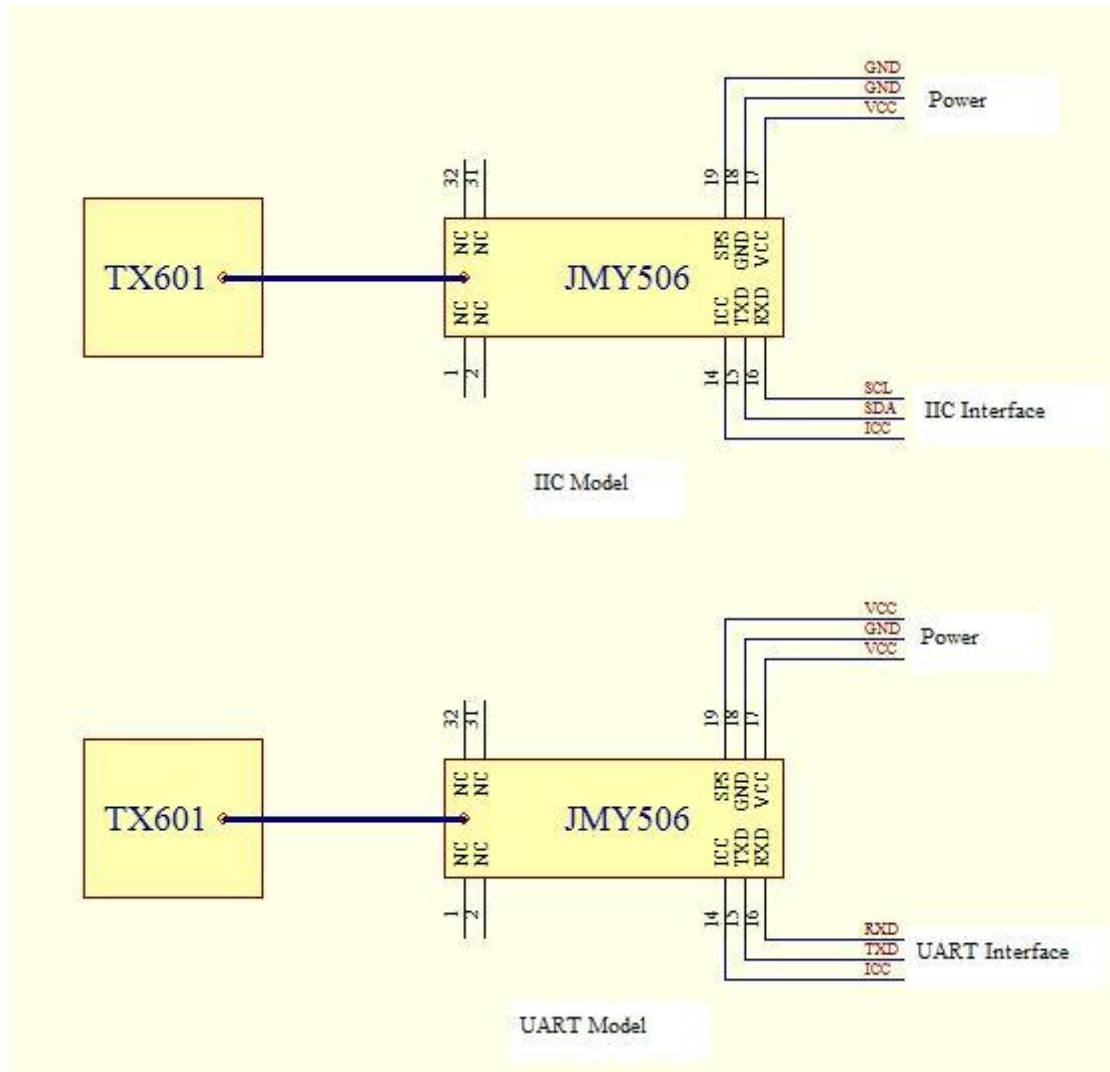 GND
GND
Power
VCC
32
31
19
18
17
NC
NC
SPS
GND
VCC
TX601
JMY506
NC
NC
ICC
TXD
RXD
1
2
14
15
16
SCL
SDA
IIC Interface
ICC
IIC Model
VCC
GND
Power
VCC
32
31
19
18
17
NC
NC
SPS
GND
VCC
TX601
JMY506
NC
NC
ICC
TXD
RXD
1
2
14
15
16
RXD
TXD
UART Interface
ICC
UART Model